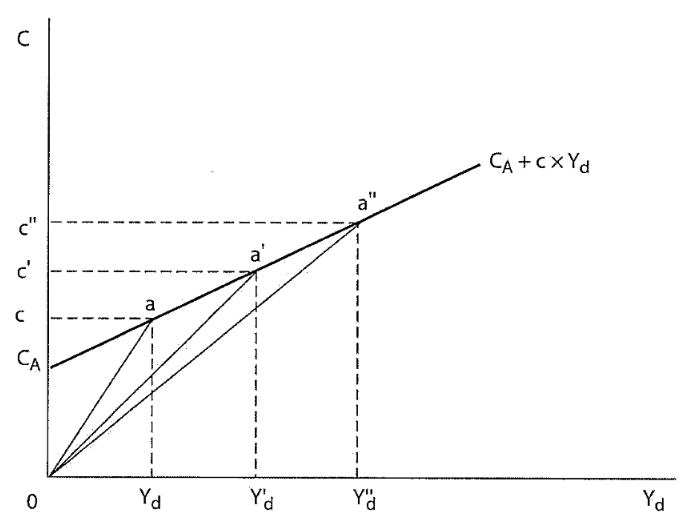 C
C_A + c × Y_d
a"
c"
a'
c'
a
c
C_A
0
Y_d
Y'_d
Y"_d
Y_d